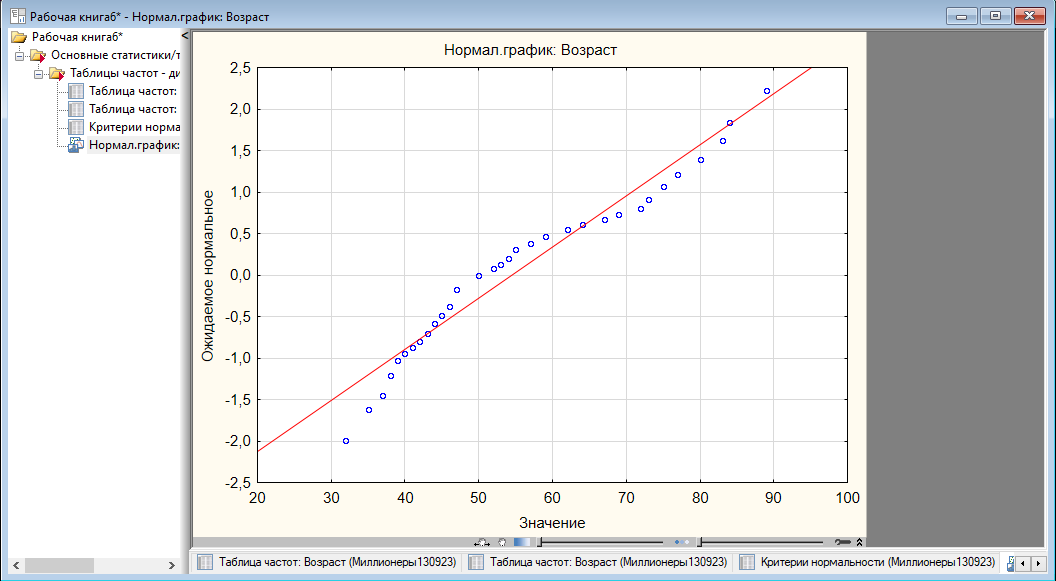 Рабочая книга6* - Нормал.график: Возраст
Рабочая книга6*
Основные статистики/т
Таблицы частот - ди
Таблица частот:
Таблица частот:
Критерии норма
Нормал.график:
Нормал.график: Возраст
Ожидаемое нормальное
2,5
2,0
1,5
1,0
0,5
0,0
-0,5
-1,0
-1,5
-2,0
-2,5
20 30 40 50 60 70 80 90 100
Значение
Таблица частот: Возраст (Миллионеры130923) Таблица частот: Возраст (Миллионеры130923) Критерии нормальности (Миллионеры130923)